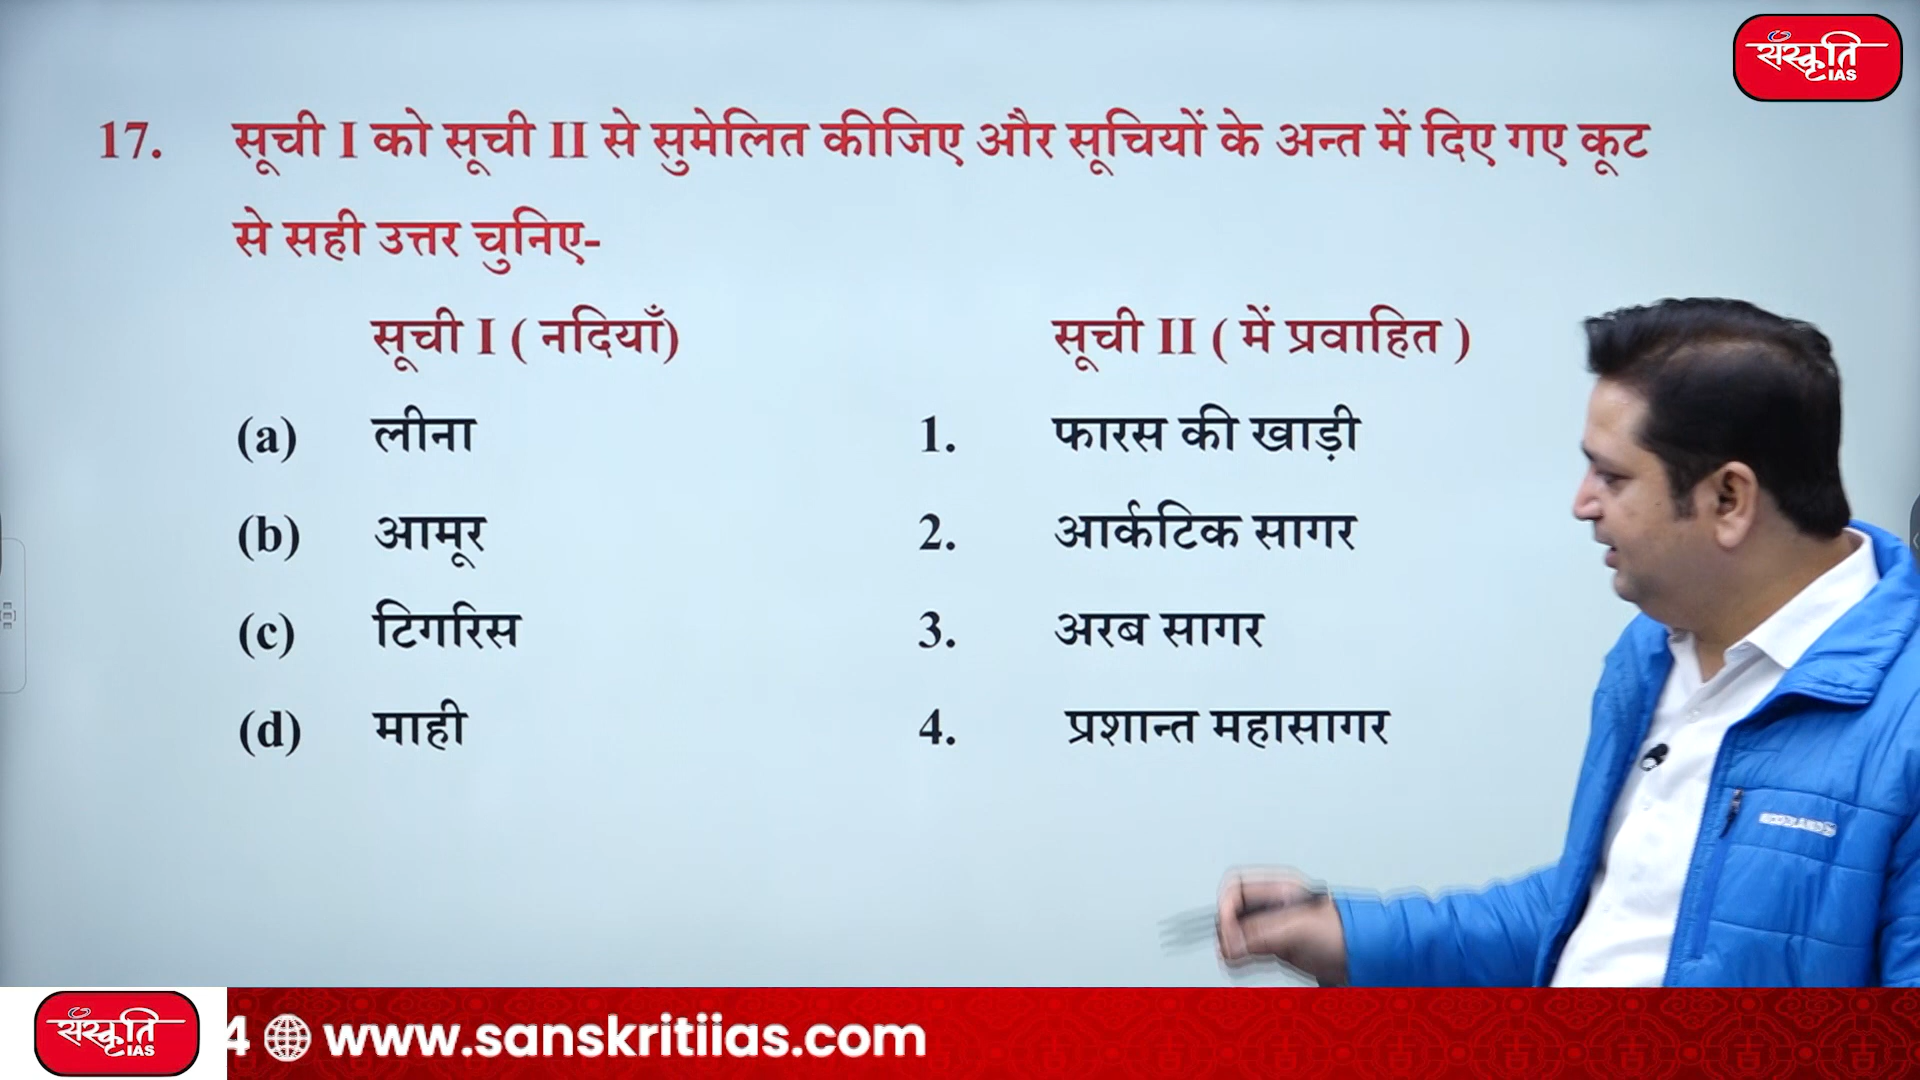 संस्कृति
IAS
17. सूची I को सूची II से सुमेलित कीजिए और सूचियों के अन्त में दिए गए कूट
से सही उत्तर चुनिए-
सूची I ( नदियाँ) सूची II ( में प्रवाहित )
(a) लीना 1. फारस की खाड़ी
(b) आमूर 2. आर्कटिक सागर
(c) टिगरिस 3. अरब सागर
(d) माही 4. प्रशान्त महासागर
संस्कृति
IAS
4 www.sanskritiias.com